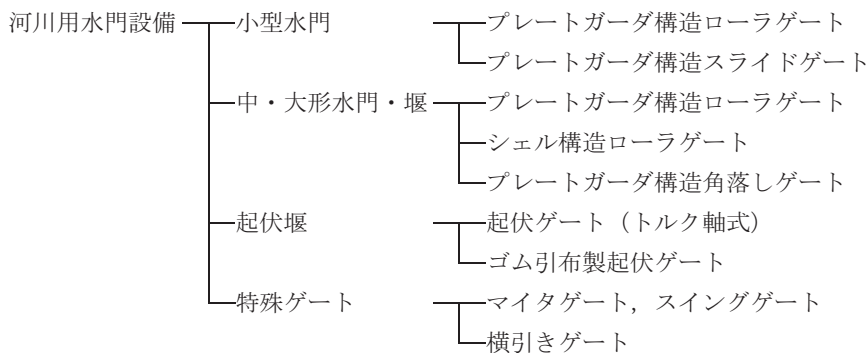 河川用水門設備 小型水門 プレートガーダ構造ローラゲート
プレートガーダ構造スライドゲート
中・大形水門・堰 プレートガーダ構造ローラゲート
シェル構造ローラゲート
プレートガーダ構造角落しゲート
起伏堰 起伏ゲート（トルク軸式）
ゴム引布製起伏ゲート
特殊ゲート マイタゲート，スイングゲート
横引きゲート